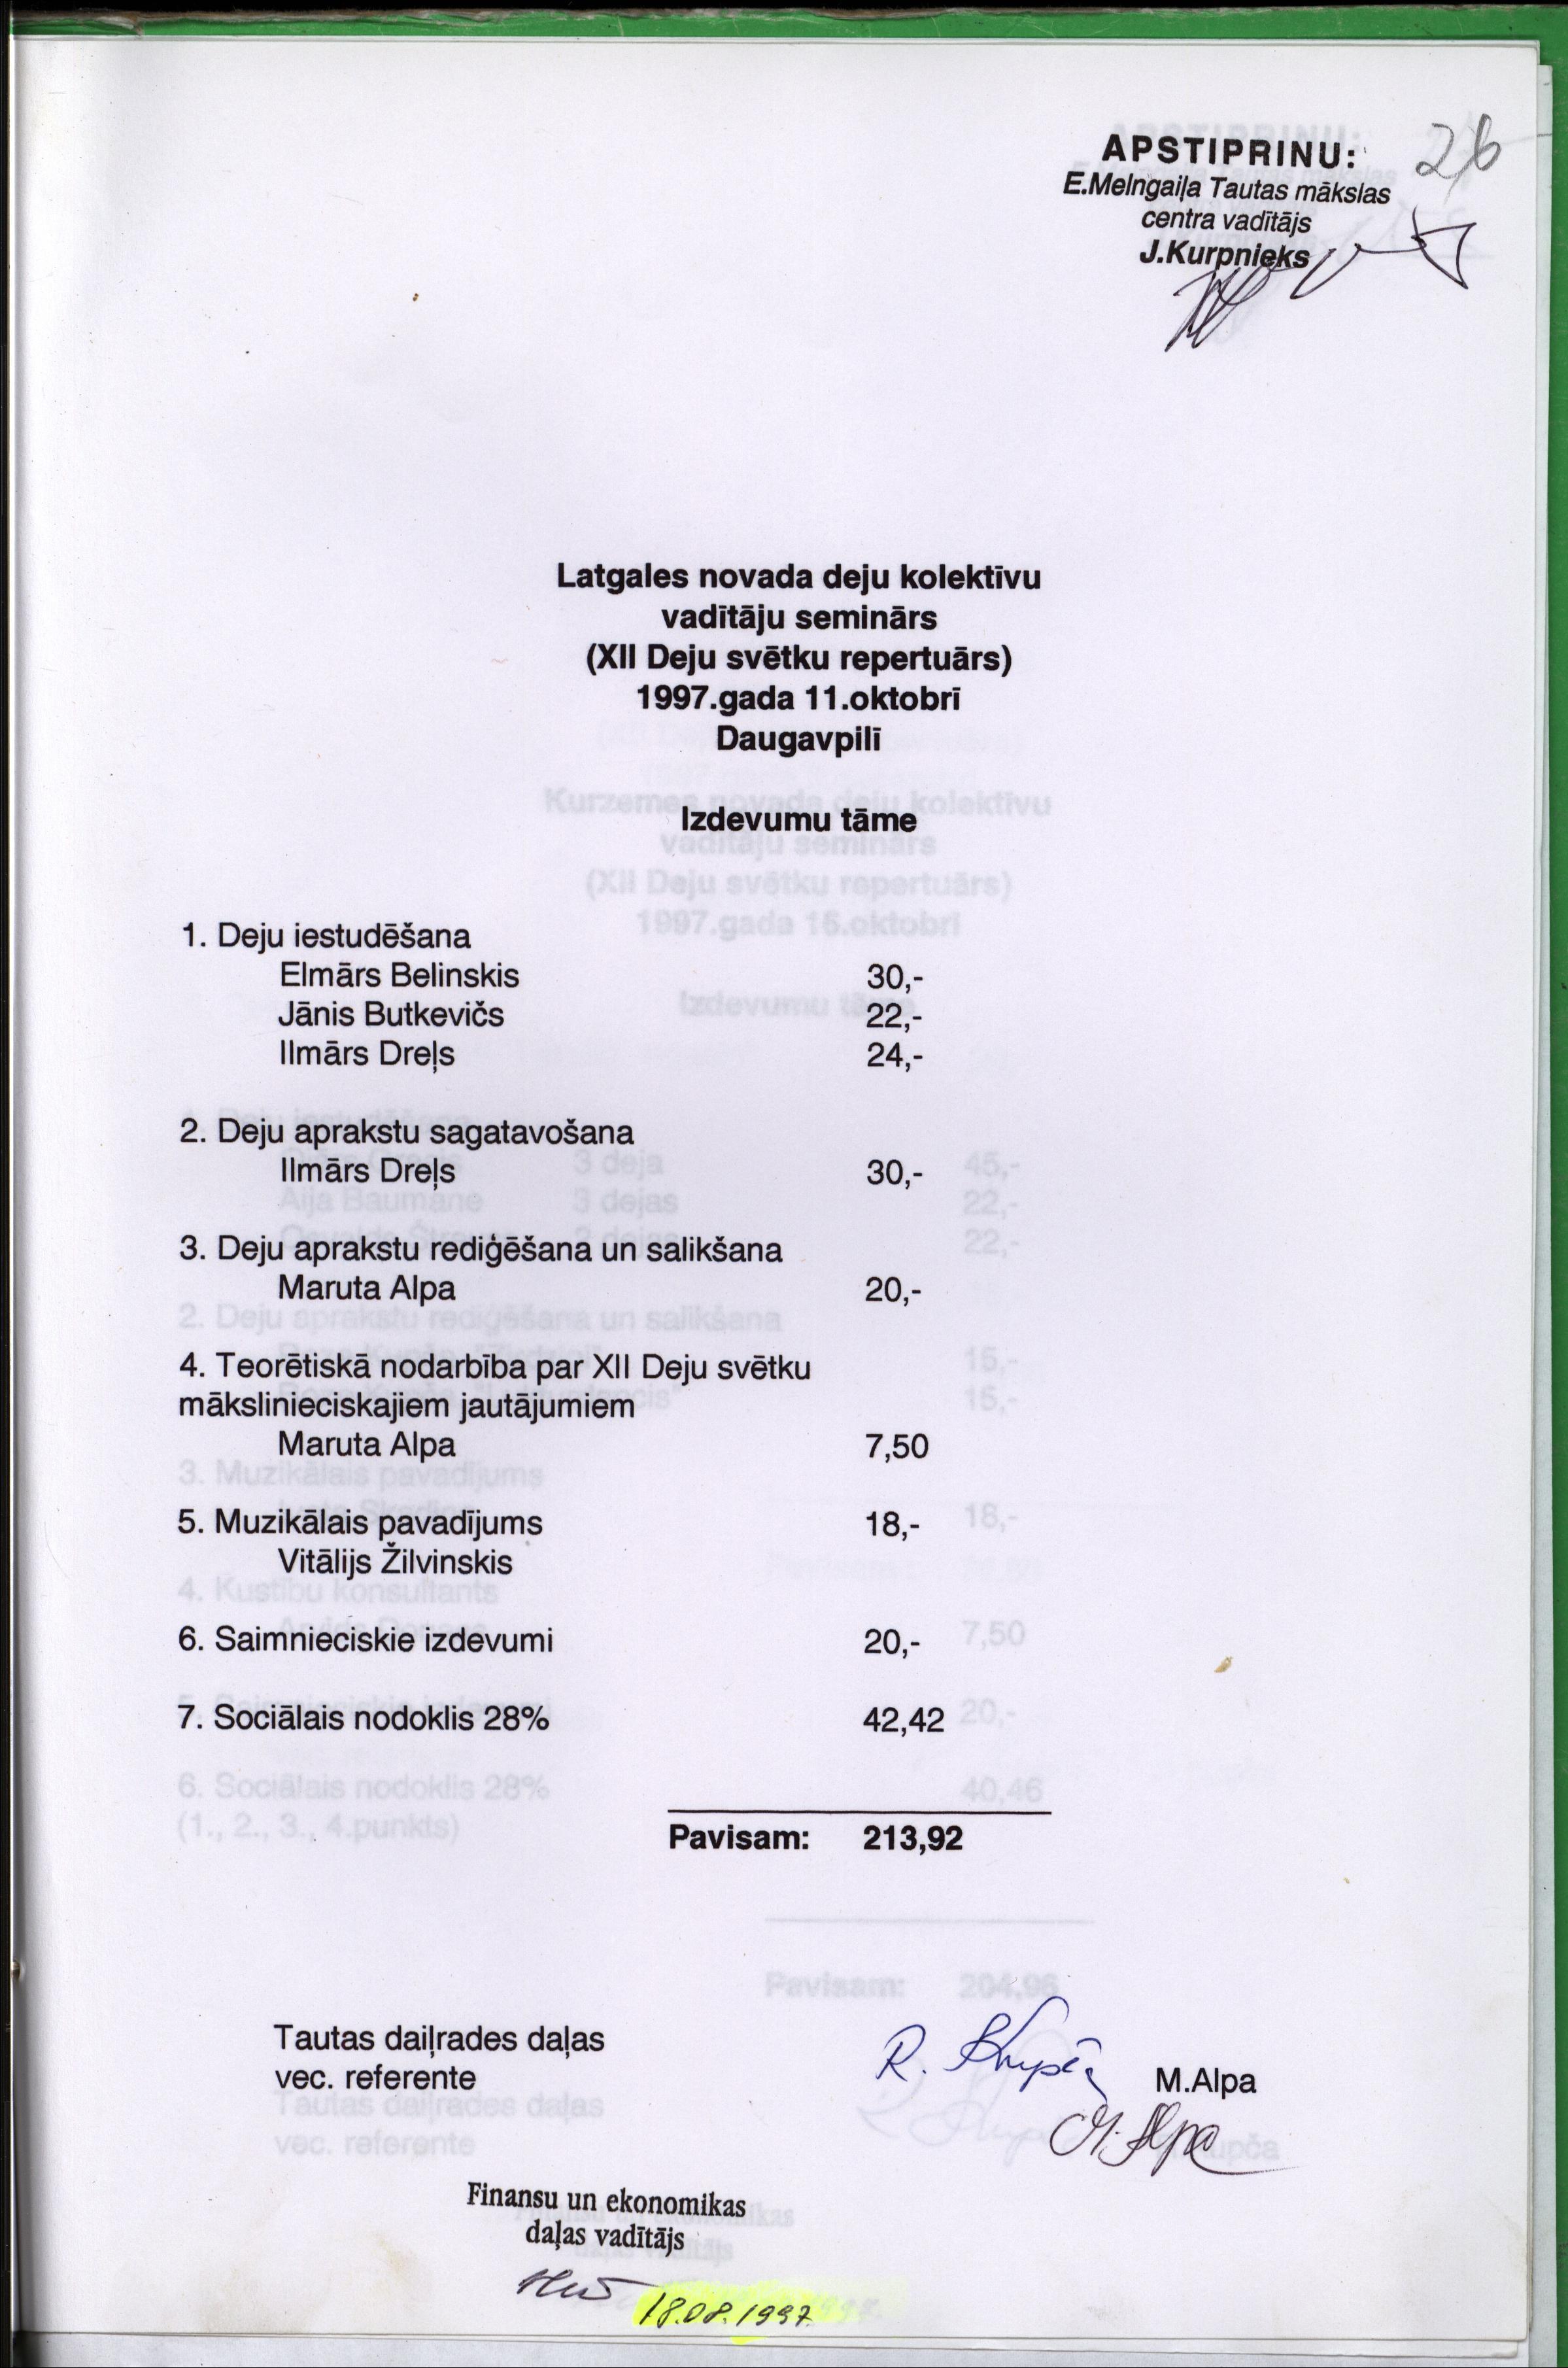 APSTIPRINU:
26
E.Melngaiļa Tautas mākslas
centra vadītājs
J.Kurpnieks
Latgales novada deju kolektīvu
vadītāju seminārs
(XII Deju svētku repertuārs)
1997.gada 11.oktobrī
Daugavpilī
Izdevumu tāme
1. Deju iestudēšana
Elmārs Belinskis 30,-
Jānis Butkevičs 22,-
Ilmārs Dreļs 24,-
2. Deju aprakstu sagatavošana
Ilmārs Dreļs 30,-
3. Deju aprakstu rediģēšana un salikšana
Maruta Alpa 20,-
4. Teorētiskā nodarbība par XII Deju svētku
mākslinieciskajiem jautājumiem
Maruta Alpa 7,50
5. Muzikālais pavadījums 18,-
Vitālijs Žilvinskis
6. Saimnieciskie izdevumi 20,-
7. Sociālais nodoklis 28% 42,42
Pavisam: 213,92
Tautas daiļrades daļas
vec. referente M.Alpa
M.Alpa
Finansu un ekonomikas
daļas vadītājs
18.08.1997.